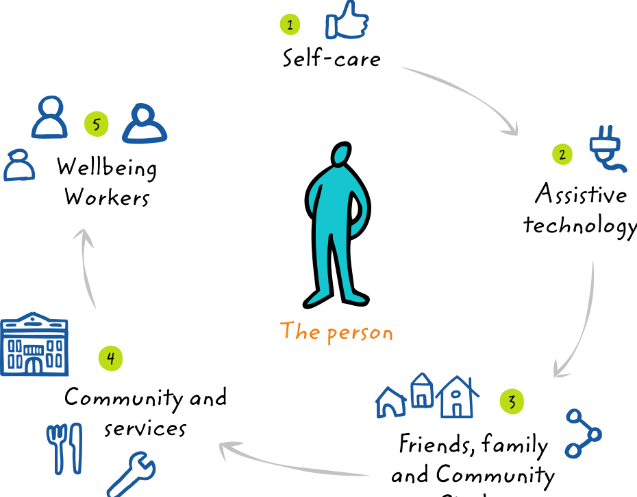 1
Self-care
2
Assistive
technology
3
Friends, family
and Community
4
Community and
services
5
Wellbeing
Workers
The person